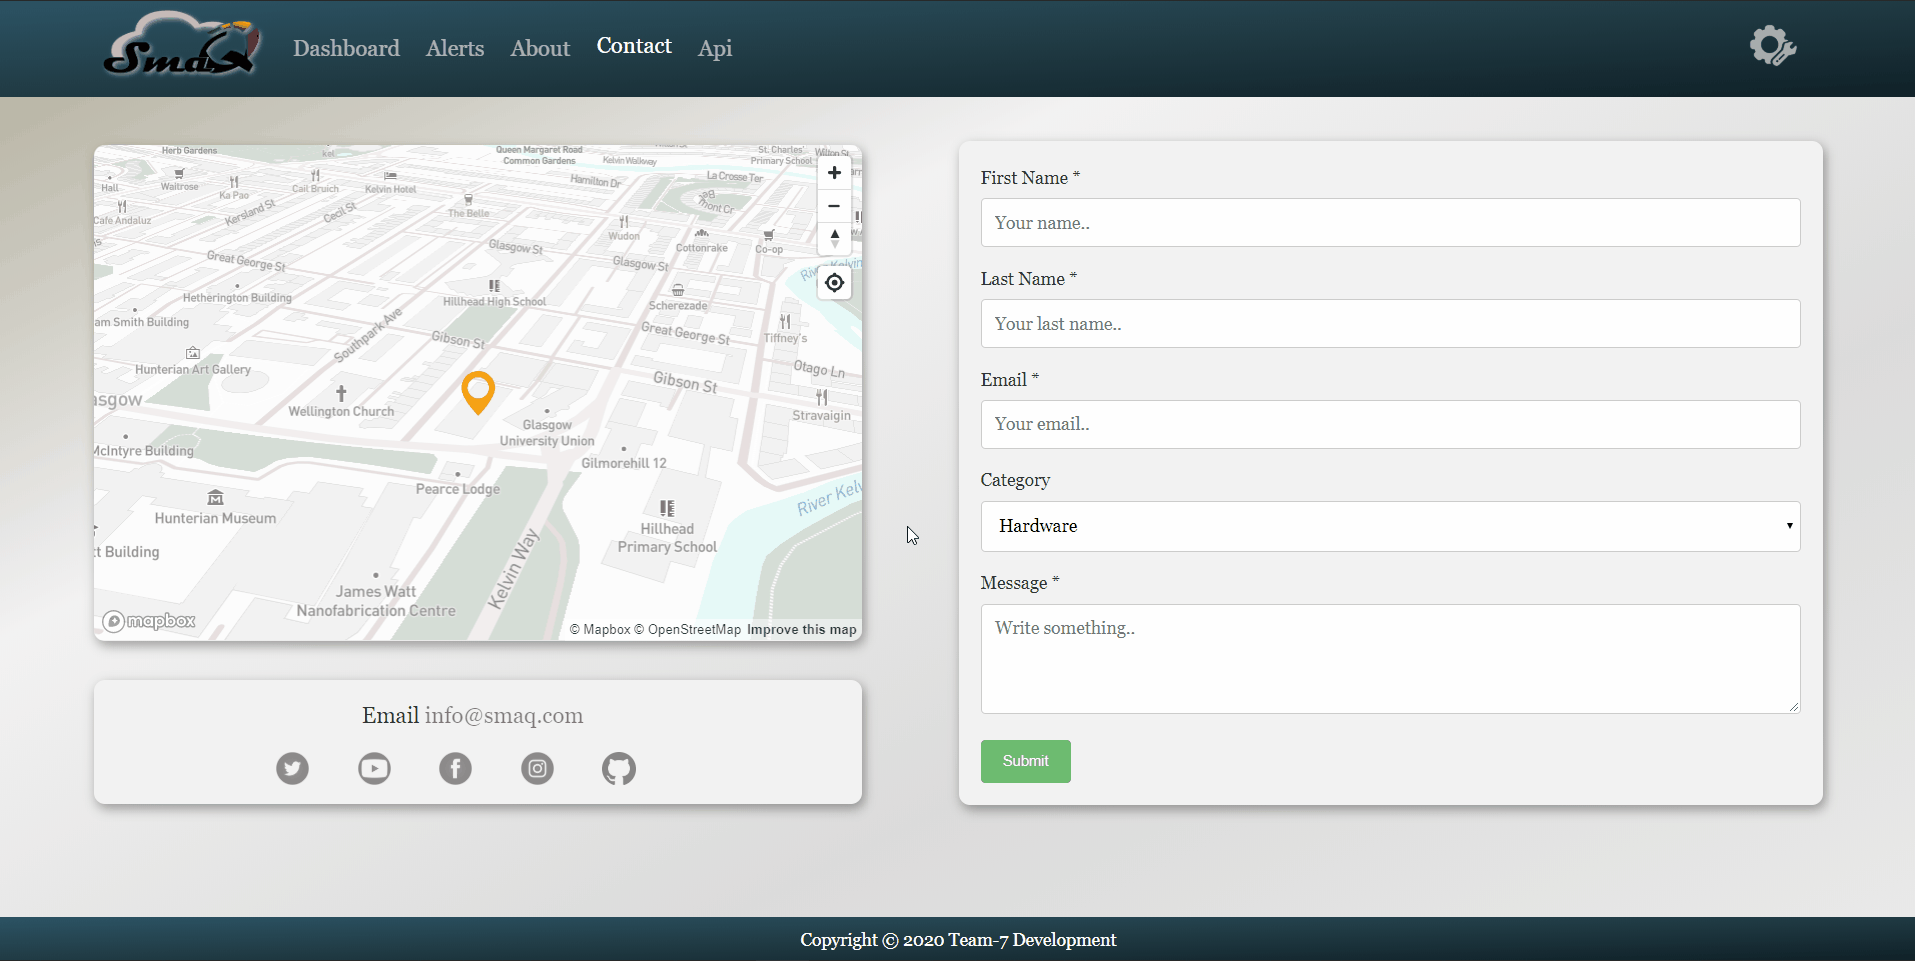 SmaQ
Dashboard
Alerts
About
Contact
Api
Herb Gardens
Queen Margaret Road
Common Gardens
Kelvin Walkway
St. Charles'
Primary School
Wilton St
Hall
Waitrose
Ka Pao
Cail Bruich
Kelvin Hotel
Hamilton Dr
La Crosse Ter
Cafe Andaluz
Kersland St
Cecil St
The Belle
Wudon
Cottonrake
Co-op
Glasgow St
Great George St
Glasgow St
River Kelvin
Hetherington Building
Hillhead High School
Scherezade
am Smith Building
Southpark Ave
Gibson St
Great George St
Tiffney's
Hunterian Art Gallery
Otago Ln
Gibson St
asgow
Wellington Church
Stravaigin
Glasgow
University Union
McIntyre Building
Gilmorehill 12
Pearce Lodge
River Kelv
Hunterian Museum
Hillhead
Primary School
t Building
Kelvin Way
James Watt
Nanofabrication Centre
mapbox
© Mapbox © OpenStreetMap Improve this map
Email info@smaq.com
First Name *
Your name..
Last Name *
Your last name..
Email *
Your email..
Category
Hardware
Message *
Write something..
Submit
Copyright © 2020 Team-7 Development